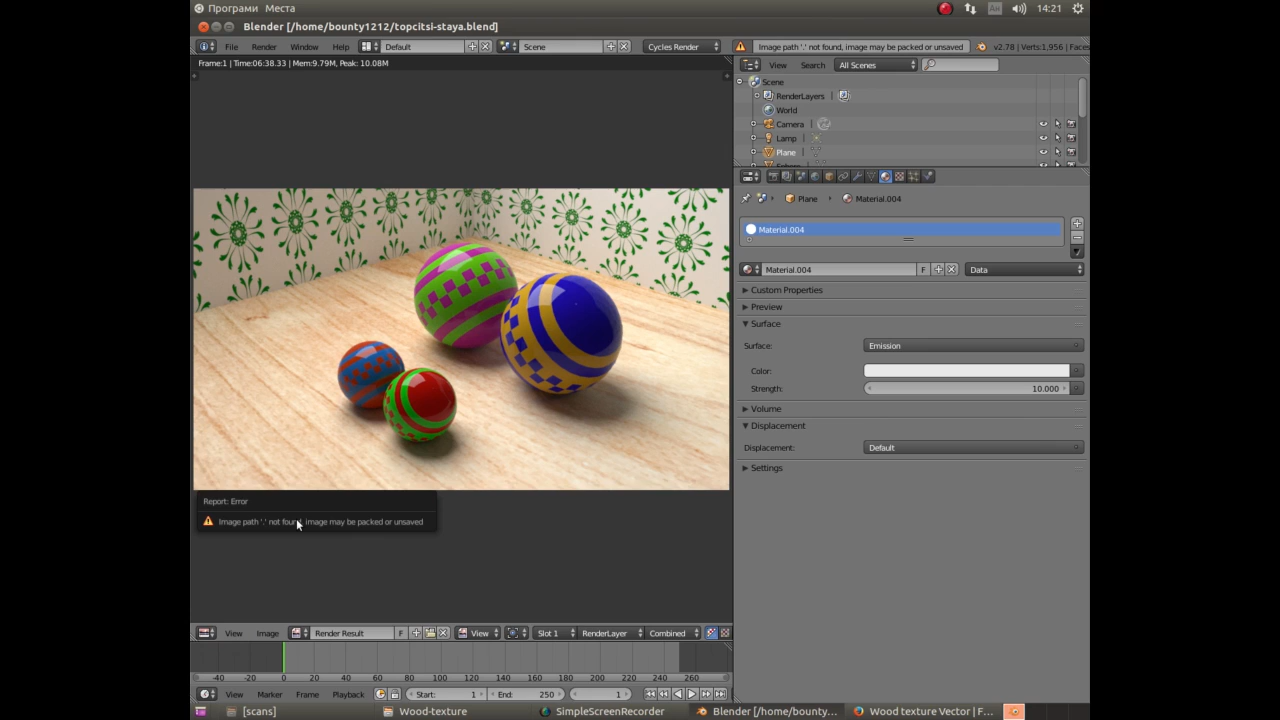 Програми Места
Ан 14:21
Blender [/home/bounty1212/topcitsi-staya.blend]
File Render Window Help Default Scene Cycles Render Image path '.' not found, image may be packed or unsaved v2.78 | Verts:1,956 | Faces
Frame:1 | Time:06:38.33 | Mem:9.79M, Peak: 10.08M
View Search All Scenes
Scene
RenderLayers
World
Camera
Lamp
Plane
Plane Material.004
Material.004
Material.004 F Data
Custom Properties
Preview
Surface
Surface: Emission
Color:
Strength: 10.000
Volume
Displacement
Displacement: Default
Settings
Report: Error
Image path '.' not found, image may be packed or unsaved
View Image Render Result F View Slot 1 RenderLayer Combined
-40 -20 0 20 40 60 80 100 120 140 160 180 200 220 240 260
View Marker Frame Playback Start: 1 End: 250 1
[scans] Wood-texture SimpleScreenRecorder Blender [/home/bounty... Wood texture Vector | F...